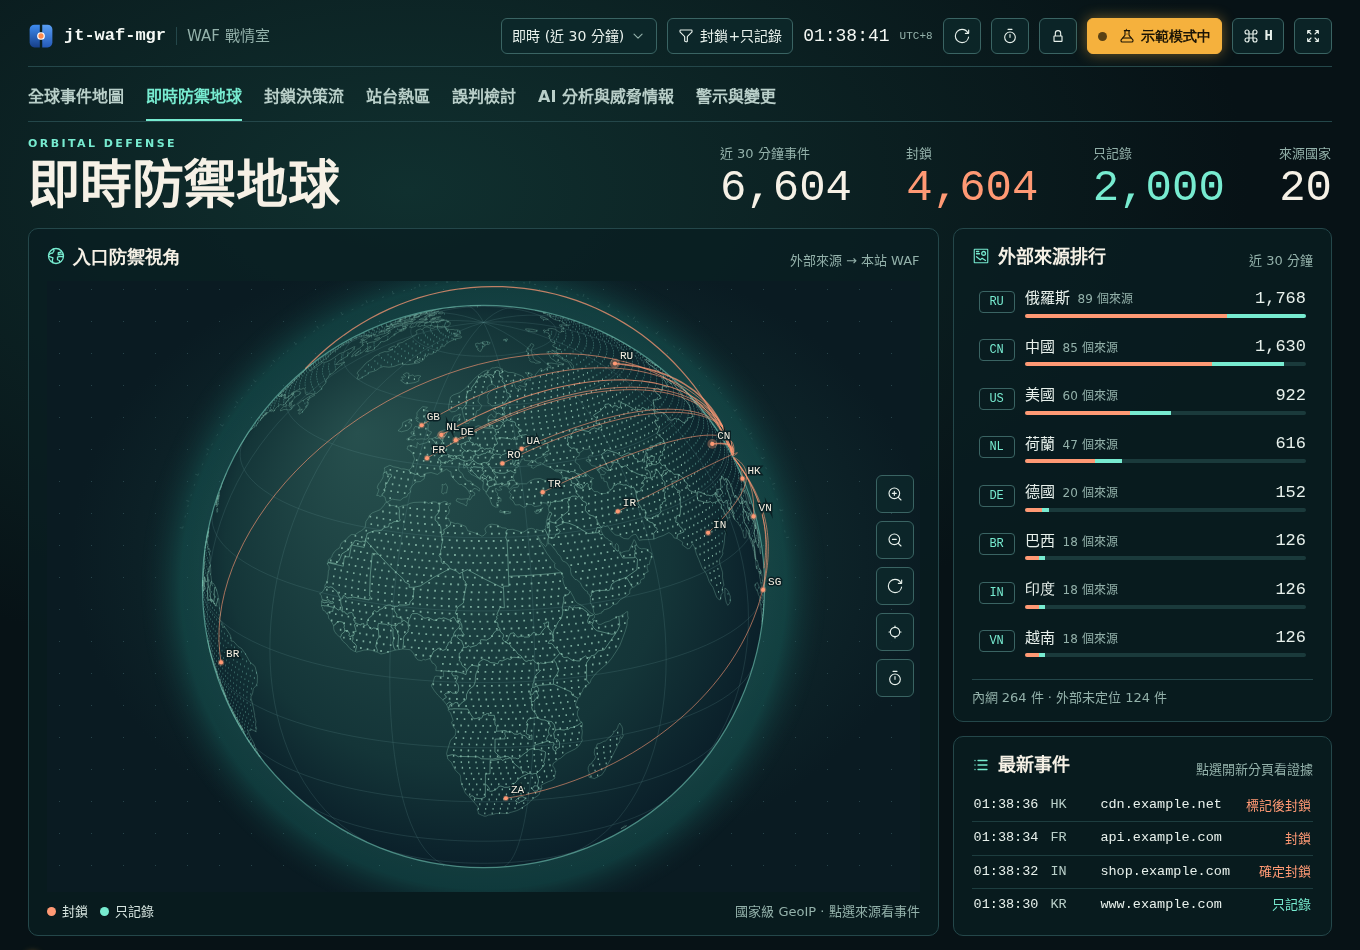 jt-waf-mgr WAF 戰情室 即時 (近 30 分鐘) 封鎖+只記錄 01:38:41 UTC+8 示範模式中 ⌘ H
全球事件地圖 即時防禦地球 封鎖決策流 站台熱區 誤判檢討 AI 分析與威脅情報 警示與變更
ORBITAL DEFENSE
即時防禦地球
近 30 分鐘事件 封鎖 只記錄 來源國家
6,604 4,604 2,000 20
入口防禦視角 外部來源 → 本站 WAF
RU
GB
NL
DE
CN
UA
FR
RO
HK
TR
IR
VN
IN
SG
BR
ZA
封鎖 只記錄 國家級 GeoIP · 點選來源看事件
外部來源排行 近 30 分鐘
RU 俄羅斯 89 個來源 1,768
CN 中國 85 個來源 1,630
US 美國 60 個來源 922
NL 荷蘭 47 個來源 616
DE 德國 20 個來源 152
BR 巴西 18 個來源 126
IN 印度 18 個來源 126
VN 越南 18 個來源 126
內網 264 件 · 外部未定位 124 件
最新事件 點選開新分頁看證據
01:38:36 HK cdn.example.net 標記後封鎖
01:38:34 FR api.example.com 封鎖
01:38:32 IN shop.example.com 確定封鎖
01:38:30 KR www.example.com 只記錄